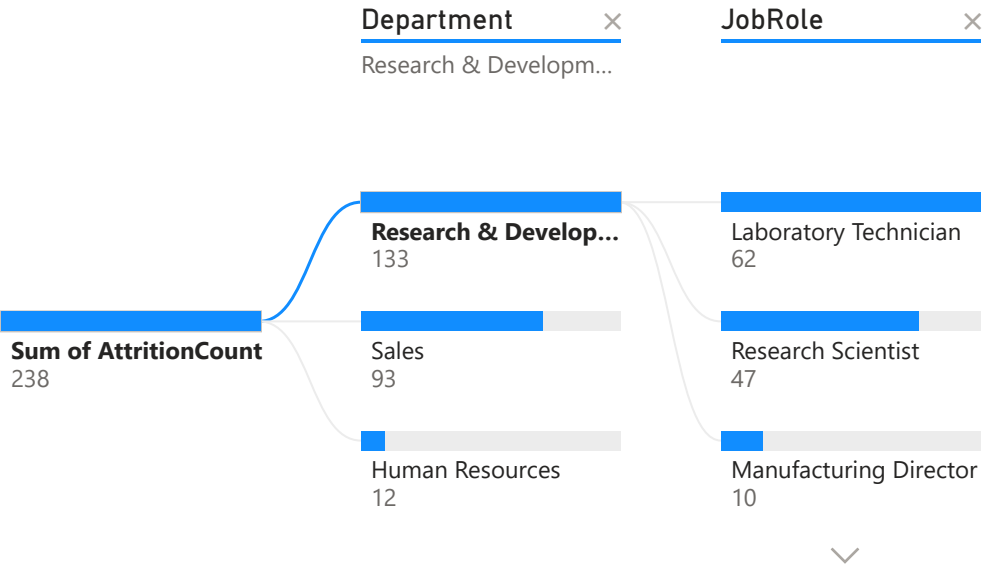 Department
JobRole
Research & Developm...
Research & Develop...
133
Laboratory Technician
62
Sum of AttritionCount
238
Sales
93
Research Scientist
47
Human Resources
12
Manufacturing Director
10